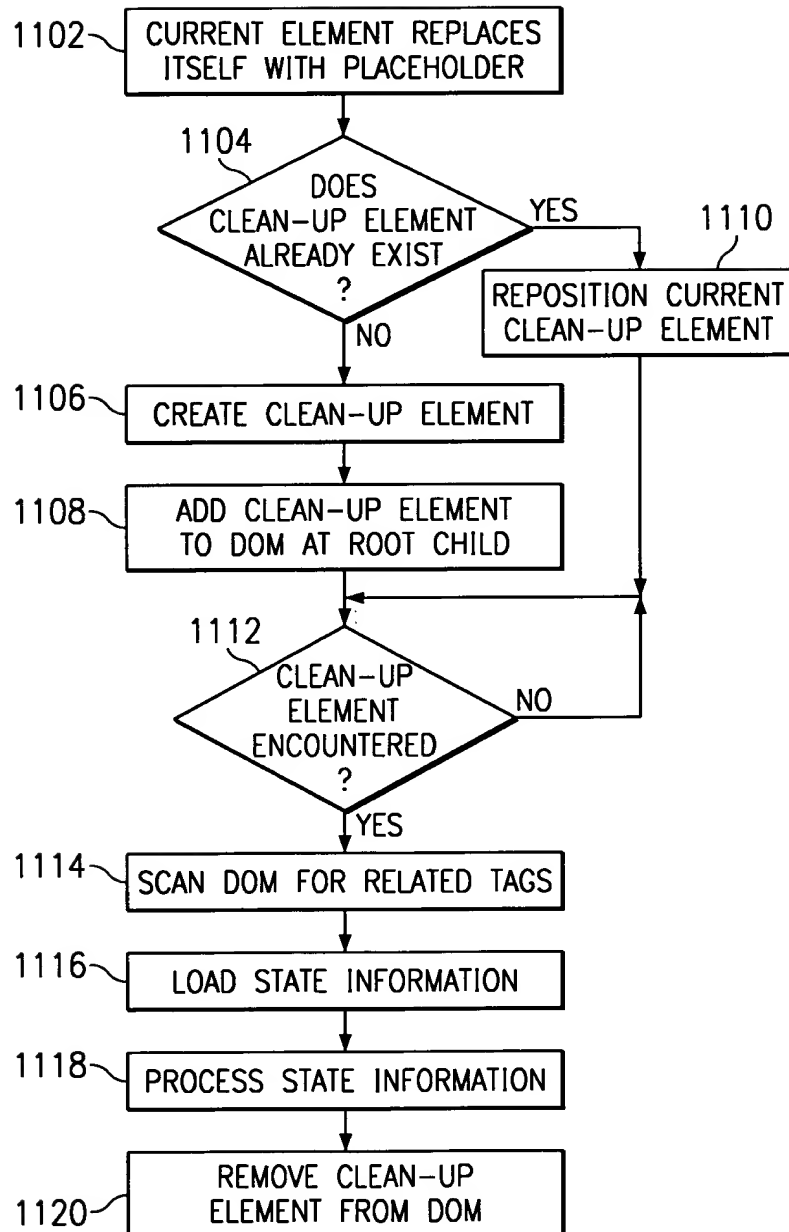 1102
CURRENT ELEMENT REPLACES
ITSELF WITH PLACEHOLDER
1104
DOES
CLEAN-UP ELEMENT
ALREADY EXIST
?
YES
1110
REPOSITION CURRENT
CLEAN-UP ELEMENT
NO
1106
CREATE CLEAN-UP ELEMENT
1108
ADD CLEAN-UP ELEMENT
TO DOM AT ROOT CHILD
1112
CLEAN-UP
ELEMENT
ENCOUNTERED
?
NO
YES
1114
SCAN DOM FOR RELATED TAGS
1116
LOAD STATE INFORMATION
1118
PROCESS STATE INFORMATION
1120
REMOVE CLEAN-UP
ELEMENT FROM DOM